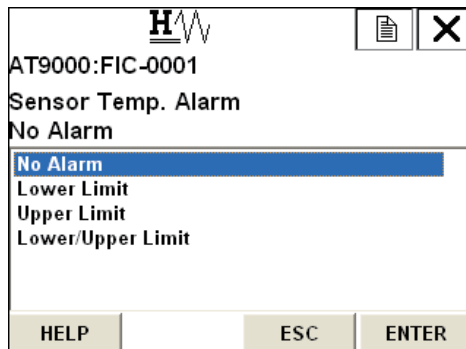 H
AT9000:FIC-0001
Sensor Temp. Alarm
No Alarm
No Alarm
Lower Limit
Upper Limit
Lower/Upper Limit
HELP ESC ENTER